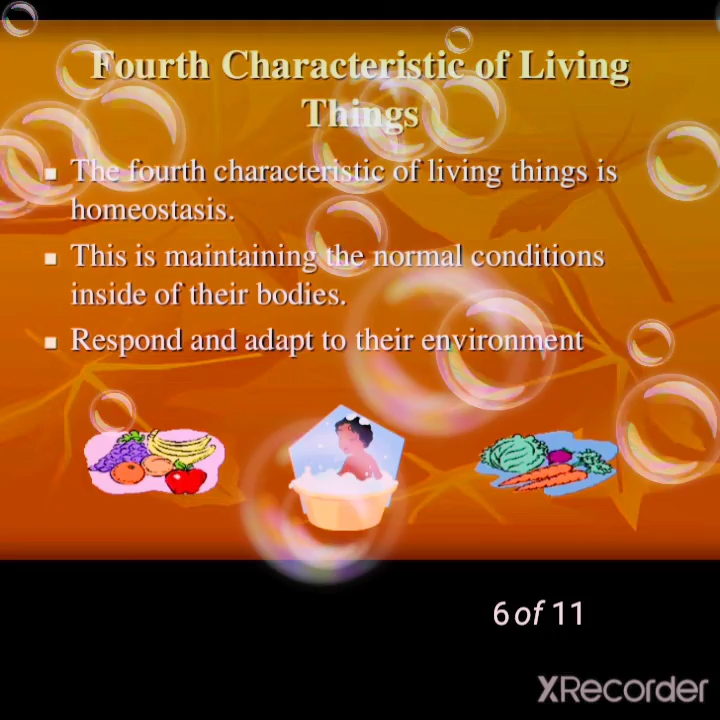 Fourth Characteristic of Living
Things
The fourth characteristic of living things is
homeostasis.
This is maintaining the normal conditions
inside of their bodies.
Respond and adapt to their environment
6 of 11
XRecorder